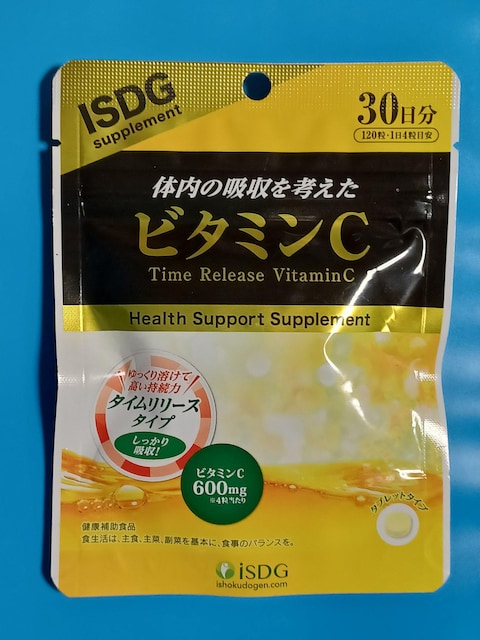 ISDG
supplement
30日分
120粒・1日4粒目安
体内の吸収を考えた
ビタミンC
Time Release VitaminC
Health Support Supplement
ゆっくり溶けて
高い持続力
タイムリリース
タイプ
しっかり
吸収!
ビタミンC
600mg
※4粒当たり
タブレットタイプ
健康補助食品
食生活は、主食、主菜、副菜を基本に、食事のバランスを。
iSDG
ishokudogen.com